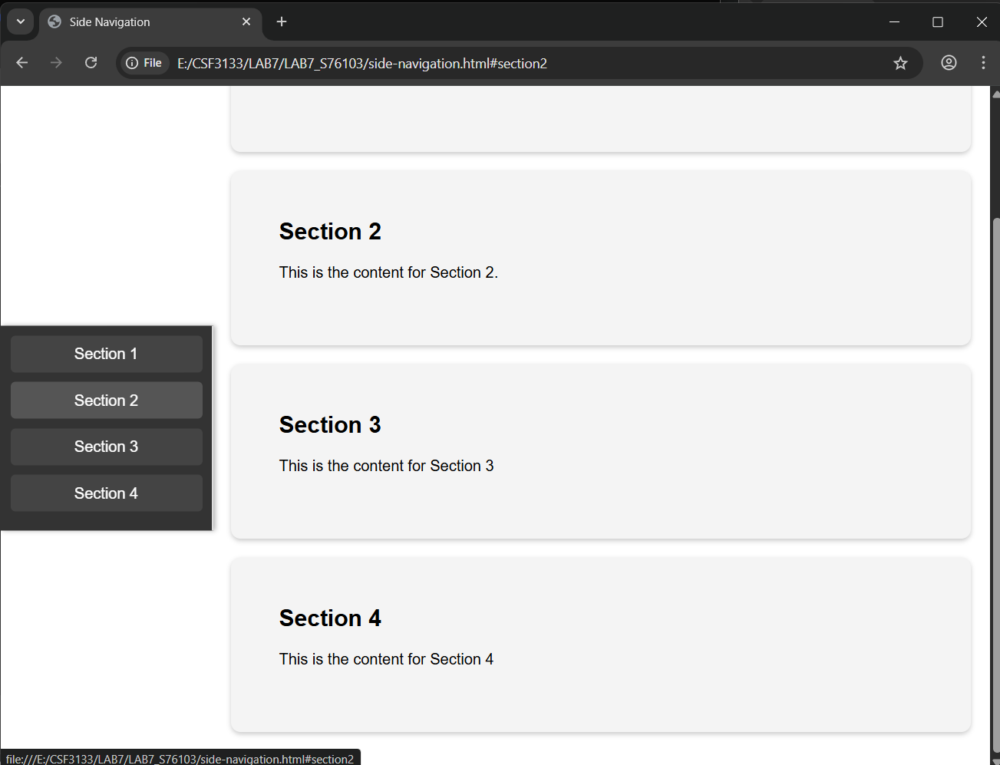 Side Navigation
File
E:/CSF3133/LAB7/LAB7_S76103/side-navigation.html#section2
Section 2
This is the content for Section 2.
Section 1
Section 2
Section 3
Section 4
Section 3
This is the content for Section 3
Section 4
This is the content for Section 4
file:///E:/CSF3133/LAB7/LAB7_S76103/side-navigation.html#section2